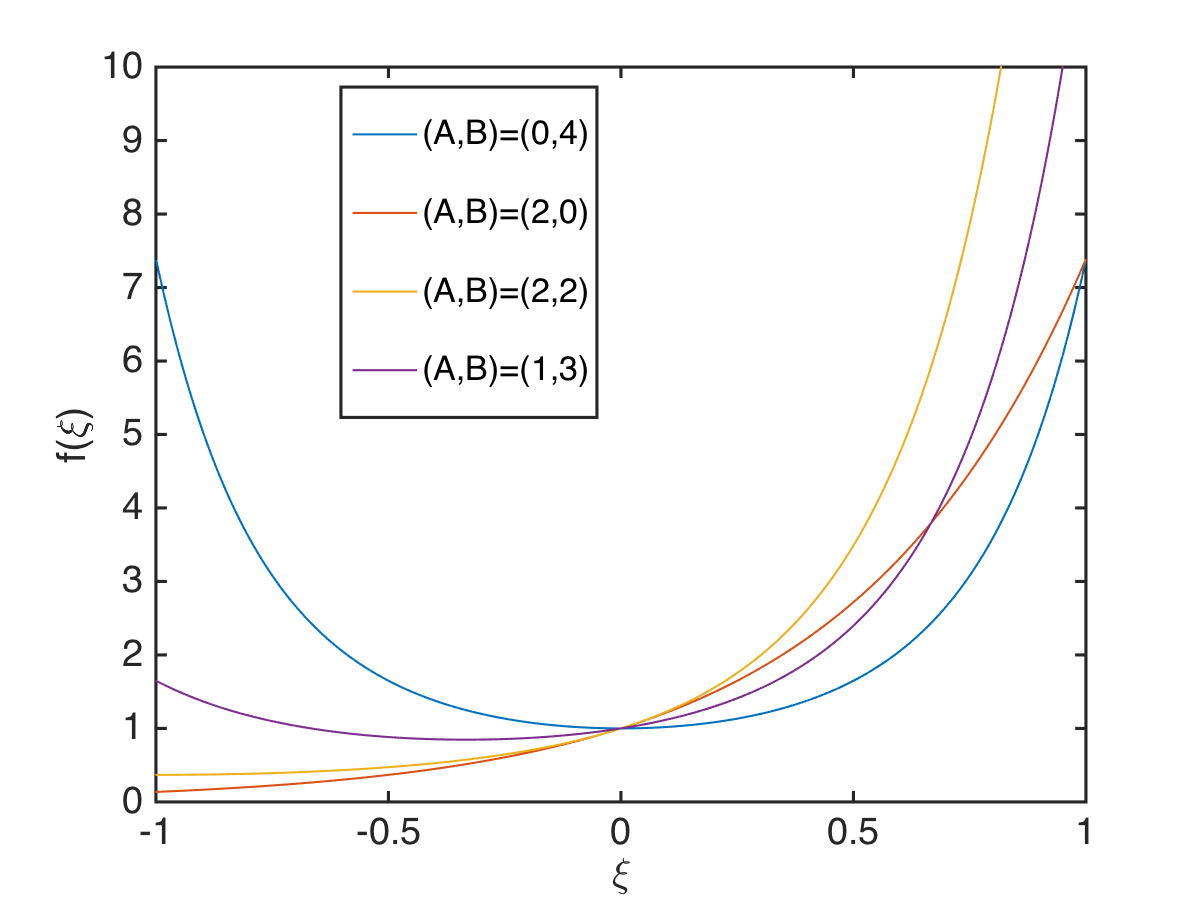 10
9
8
7
6
5
4
3
2
1
0
f(ξ)
(A,B)=(0,4)
(A,B)=(2,0)
(A,B)=(2,2)
(A,B)=(1,3)
-1 -0.5 0 0.5 1
ξ